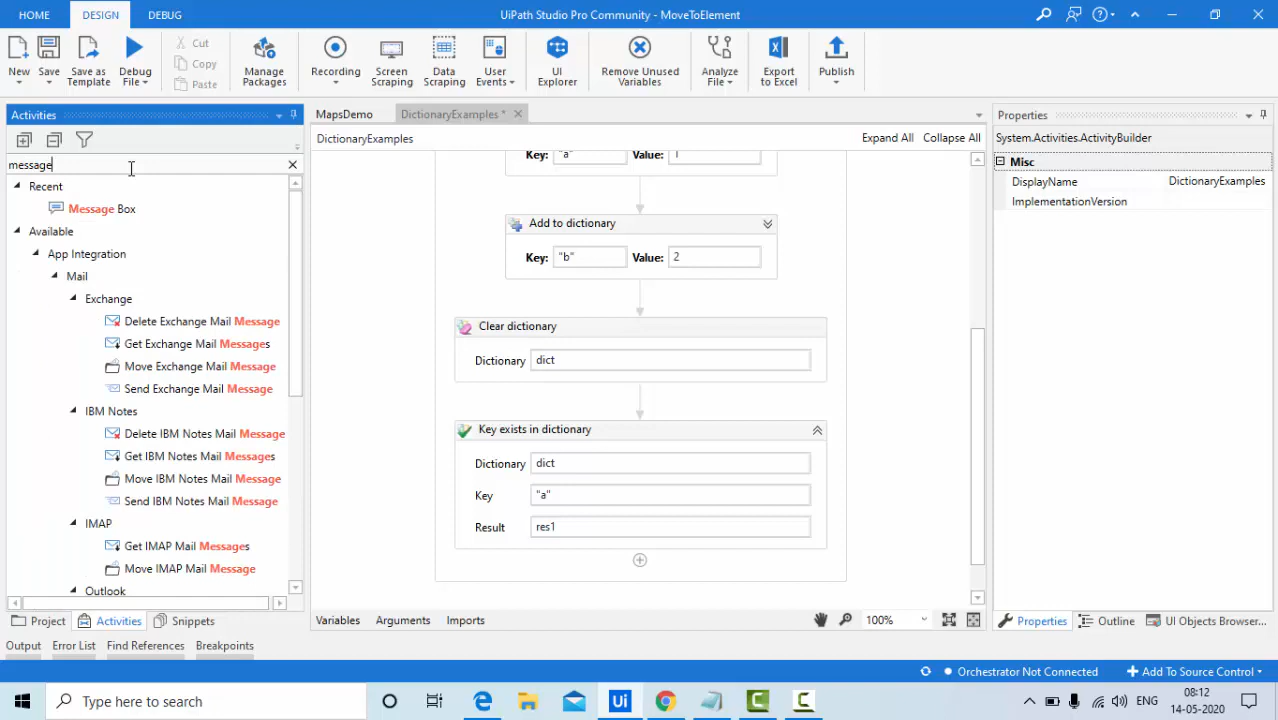 HOME DESIGN DEBUG UiPath Studio Pro Community - MoveToElement
New Save Save as Template Debug File Cut Copy Paste Manage Packages Recording Screen Scraping Data Scraping User Events UI Explorer Remove Unused Variables Analyze File Export to Excel Publish
Activities
message
Recent
Message Box
Available
App Integration
Mail
Exchange
Delete Exchange Mail Message
Get Exchange Mail Messages
Move Exchange Mail Message
Send Exchange Mail Message
IBM Notes
Delete IBM Notes Mail Message
Get IBM Notes Mail Messages
Move IBM Notes Mail Message
Send IBM Notes Mail Message
IMAP
Get IMAP Mail Messages
Move IMAP Mail Message
Outlook
Project Activities Snippets
MapsDemo DictionaryExamples *
DictionaryExamples Expand All Collapse All
Key: "a" Value: 1
Add to dictionary
Key: "b" Value: 2
Clear dictionary
Dictionary dict
Key exists in dictionary
Dictionary dict
Key "a"
Result res1
Variables Arguments Imports 100%
Properties
System.Activities.ActivityBuilder
Misc
DisplayName DictionaryExamples
ImplementationVersion
Properties Outline UI Objects Browser...
Output Error List Find References Breakpoints
Orchestrator Not Connected Add To Source Control
Type here to search Ui ENG 08:12
14-05-2020